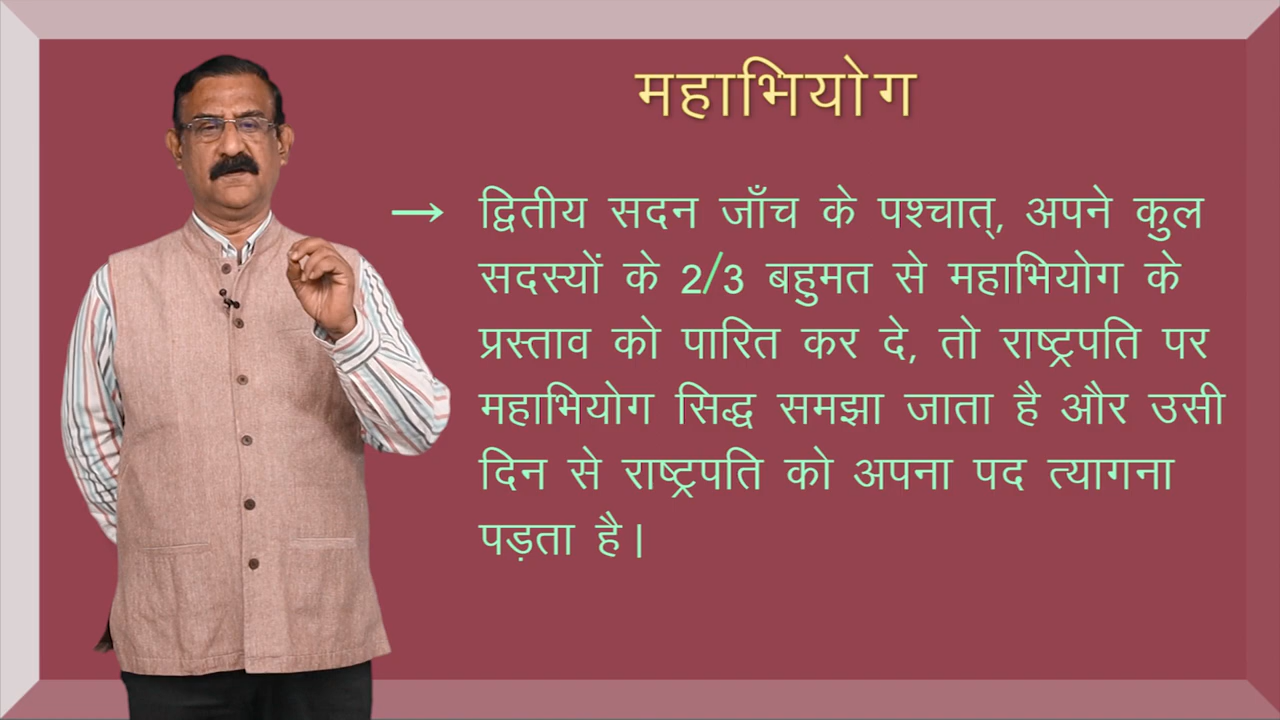 महाभियोग
→ द्वितीय सदन जाँच के पश्चात्, अपने कुल
सदस्यों के 2/3 बहुमत से महाभियोग के
प्रस्ताव को पारित कर दे, तो राष्ट्रपति पर
महाभियोग सिद्ध समझा जाता है और उसी
दिन से राष्ट्रपति को अपना पद त्यागना
पड़ता है।